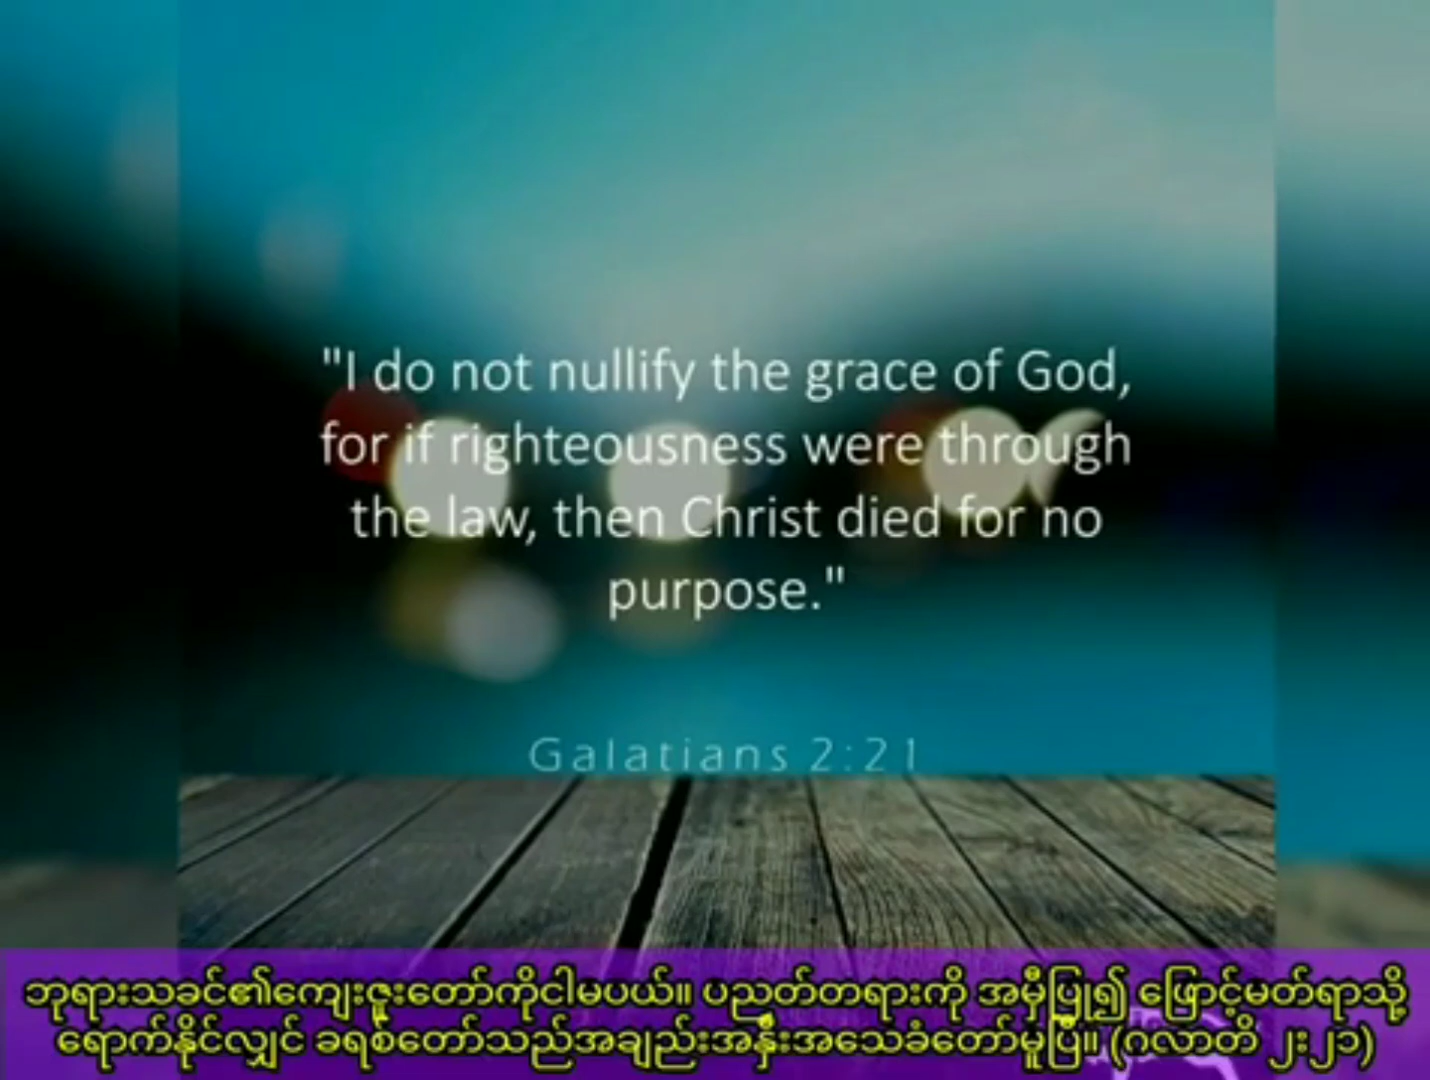 "I do not nullify the grace of God,
for if righteousness were through
the law, then Christ died for no
purpose."
Galatians 2:21
ဘုရားသခင်၏ကျေးဇူးတော်ကိုငါမပယ်။ ပညတ်တရားကို အမှီပြု၍ ဖြောင့်မတ်ရာသို့
ရောက်နိုင်လျှင် ခရစ်တော်သည်အချည်းအနှီးအသေခံတော်မူပြီ။ (ဂလာတိ ၂း၂၁)